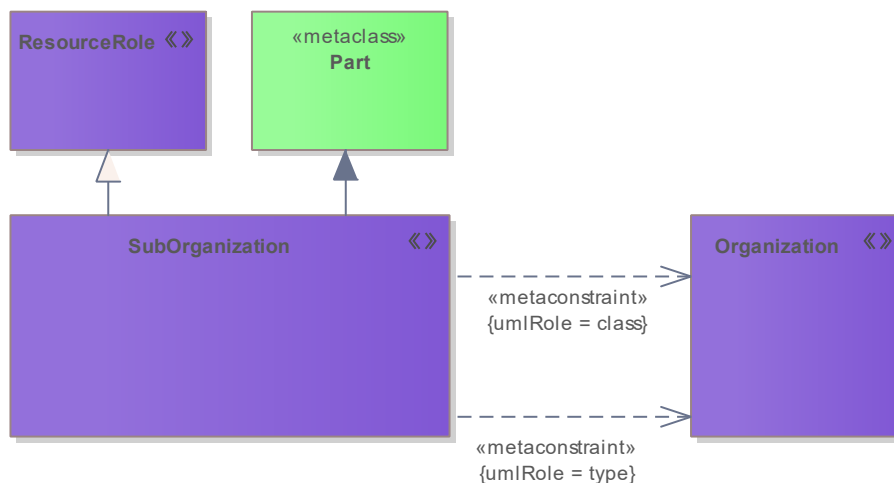 ResourceRole «»
«metaclass»
Part
SubOrganization «»
Organization «»
«metaconstraint»
{umlRole = class}
«metaconstraint»
{umlRole = type}